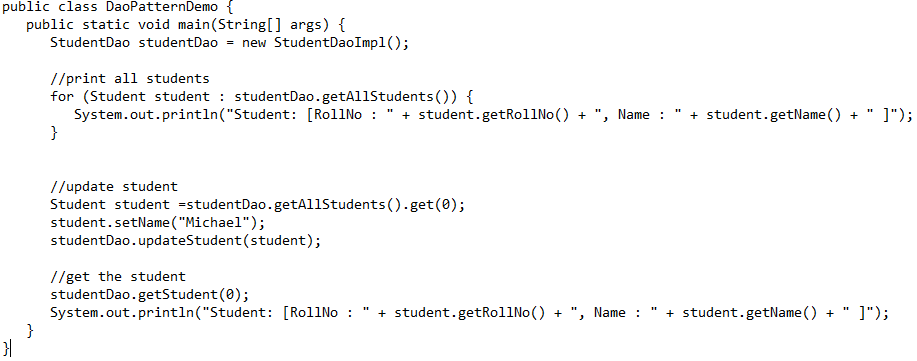 public class DaoPatternDemo {
   public static void main(String[] args) {
      StudentDao studentDao = new StudentDaoImpl();

      //print all students
      for (Student student : studentDao.getAllStudents()) {
         System.out.println("Student: [RollNo : " + student.getRollNo() + ", Name : " + student.getName() + " ]");
      }


      //update student
      Student student =studentDao.getAllStudents().get(0);
      student.setName("Michael");
      studentDao.updateStudent(student);

      //get the student
      studentDao.getStudent(0);
      System.out.println("Student: [RollNo : " + student.getRollNo() + ", Name : " + student.getName() + " ]");
   }
}